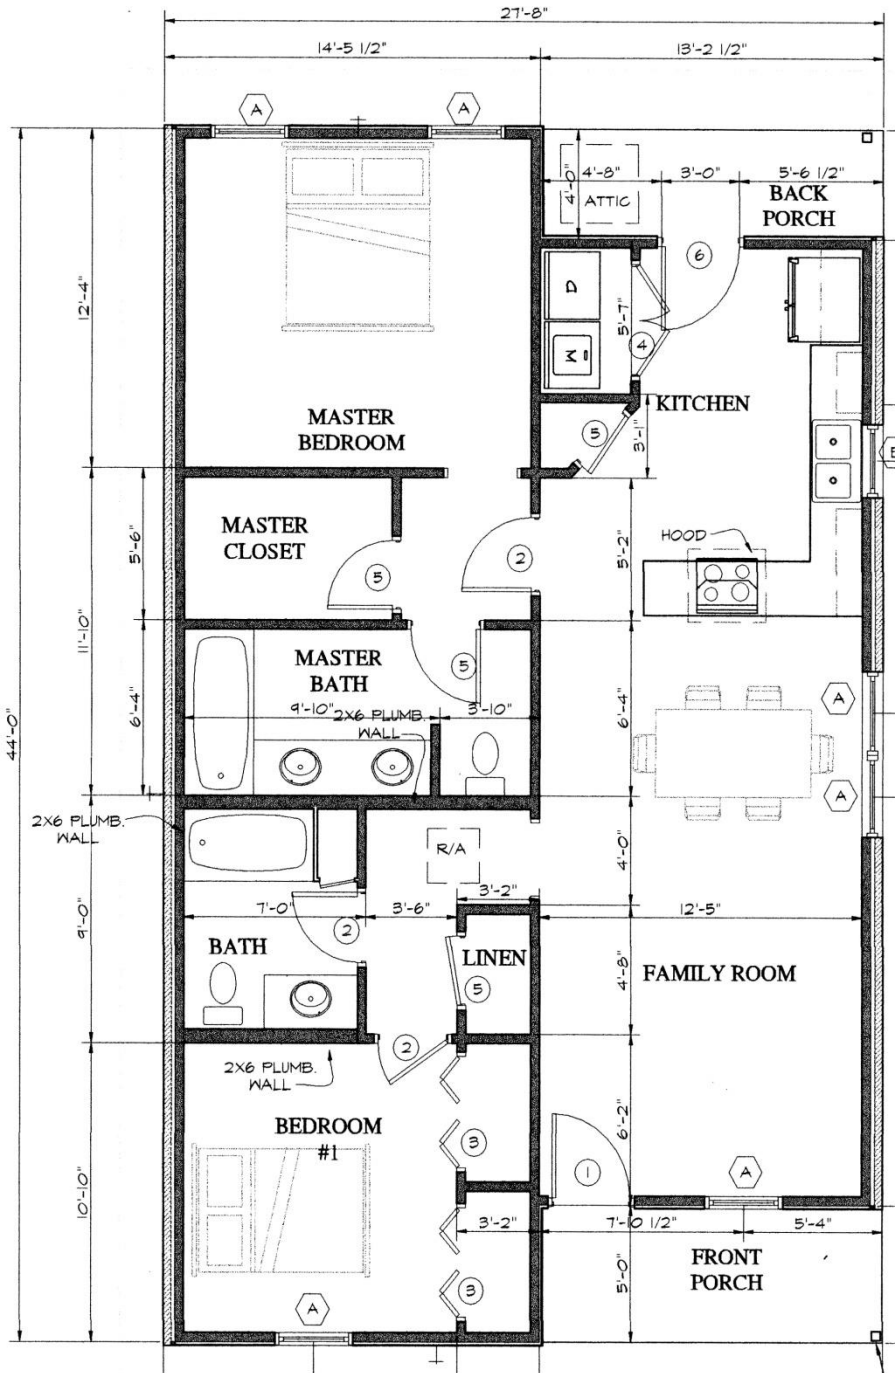 27'-8"
14'-5 1/2"
13'-2 1/2"
A
A
4'-0"
4'-8"
3'-0"
5'-6 1/2"
ATTIC
BACK
PORCH
6
D
5'-7"
M
4
12'-4"
MASTER
BEDROOM
KITCHEN
5
3'-1"
MASTER
CLOSET
5'-6"
5
2
5'-2"
HOOD
11'-10"
44'-0"
MASTER
BATH
5
6'-4"
9'-10"
3'-10"
2X6 PLUMB.
WALL
6'-4"
A
A
2X6 PLUMB.
WALL
R/A
4'-0"
9'-0"
7'-0"
3'-6"
3'-2"
12'-5"
2
BATH
LINEN
5
4'-8"
FAMILY ROOM
2
2X6 PLUMB.
WALL
BEDROOM
#1
3
6'-2"
1
A
10'-10"
3'-2"
7'-10 1/2"
5'-4"
3
5'-0"
FRONT
PORCH
A